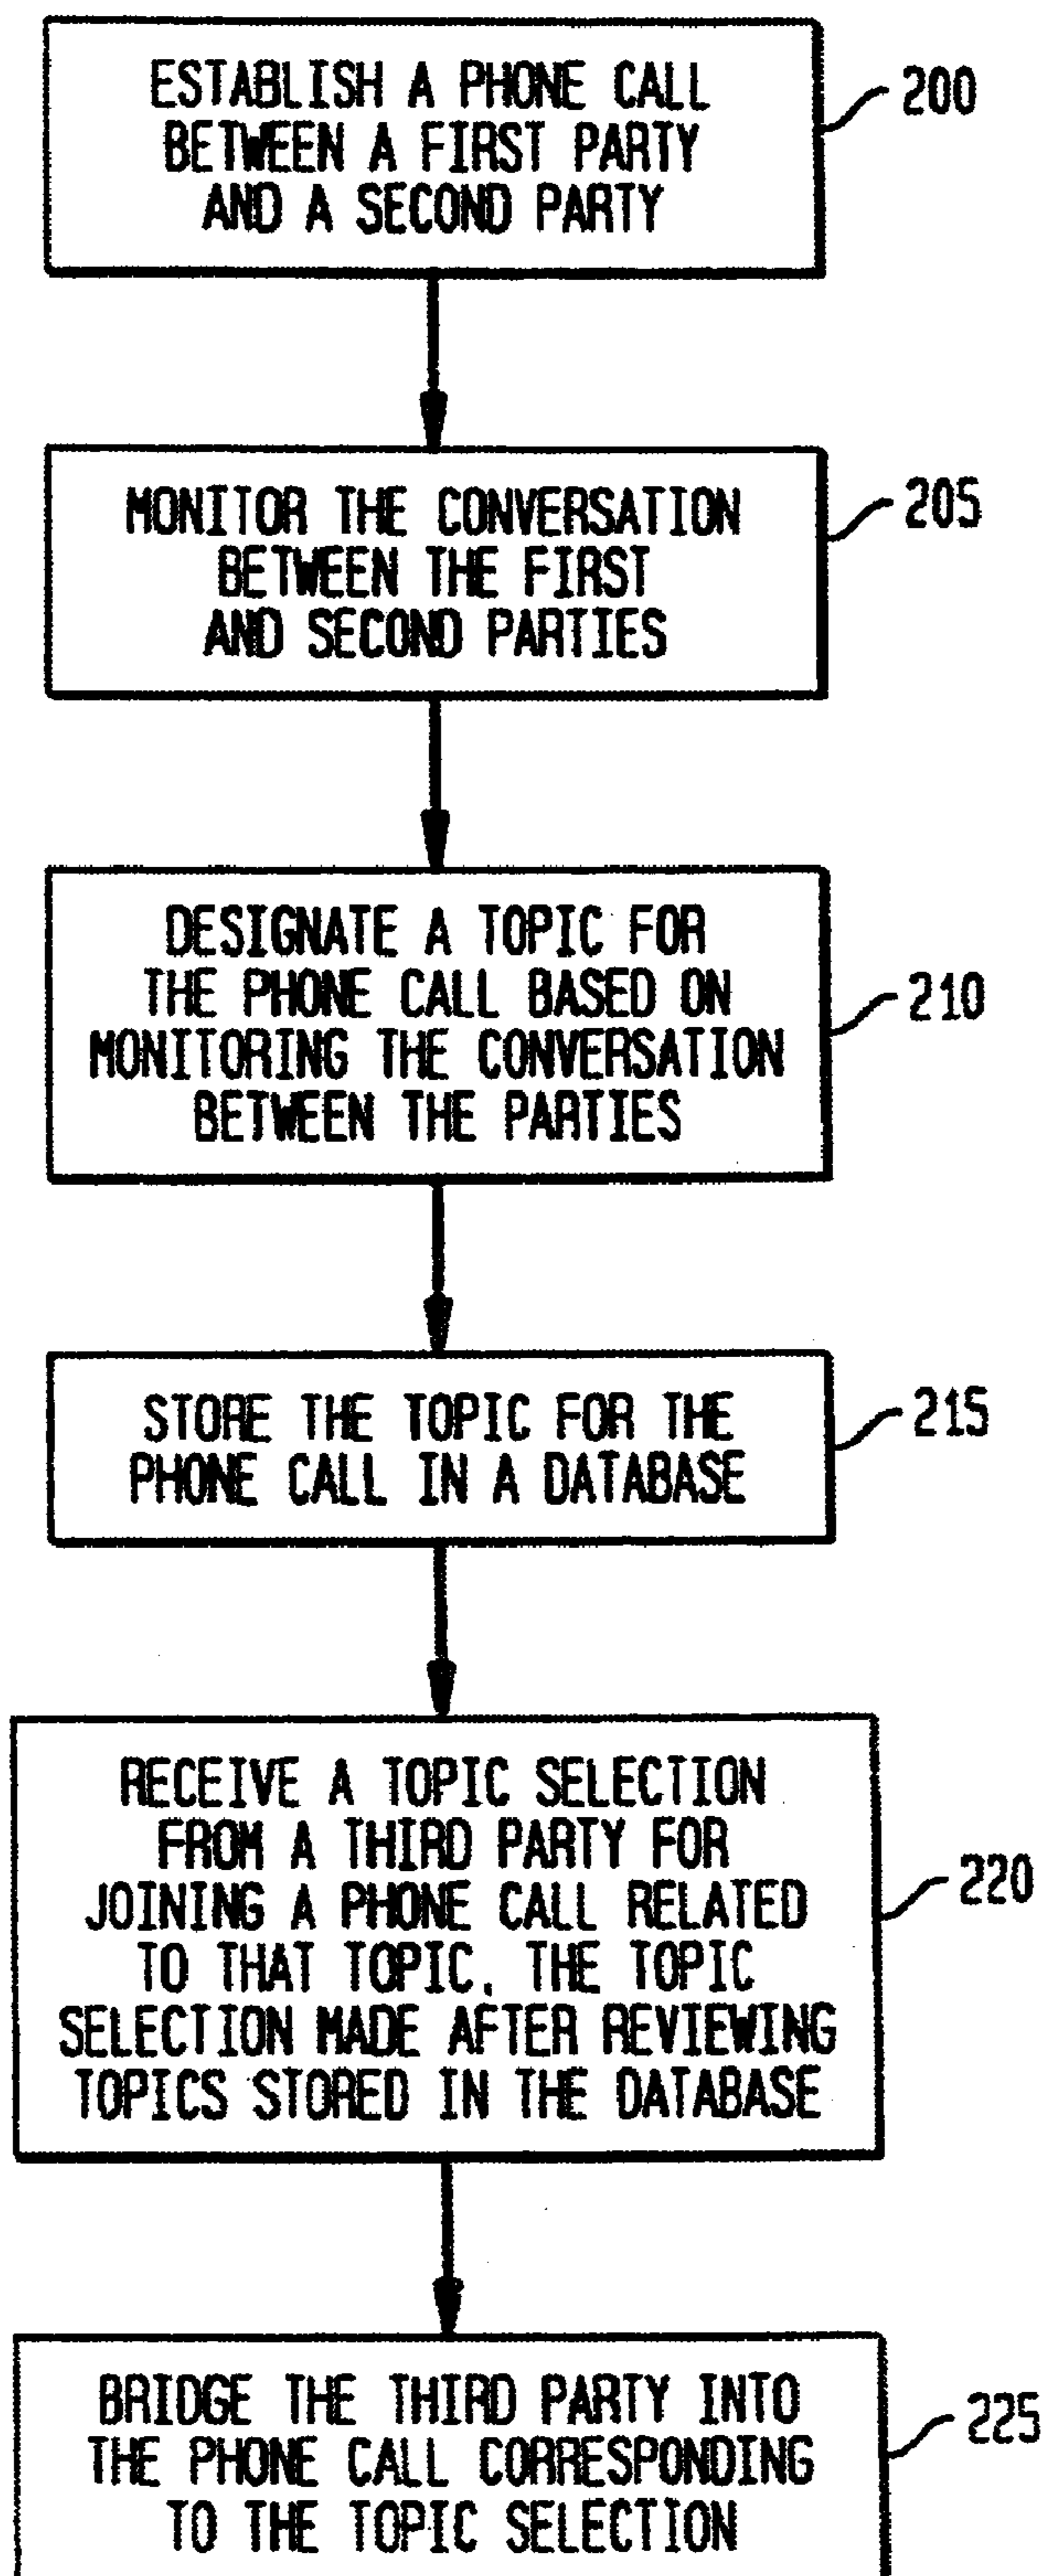 ESTABLISH A PHONE CALL
BETWEEN A FIRST PARTY
AND A SECOND PARTY
200
MONITOR THE CONVERSATION
BETWEEN THE FIRST
AND SECOND PARTIES
205
DESIGNATE A TOPIC FOR
THE PHONE CALL BASED ON
MONITORING THE CONVERSATION
BETWEEN THE PARTIES
210
STORE THE TOPIC FOR THE
PHONE CALL IN A DATABASE
215
RECEIVE A TOPIC SELECTION
FROM A THIRD PARTY FOR
JOINING A PHONE CALL RELATED
TO THAT TOPIC, THE TOPIC
SELECTION MADE AFTER REVIEWING
TOPICS STORED IN THE DATABASE
220
BRIDGE THE THIRD PARTY INTO
THE PHONE CALL CORRESPONDING
TO THE TOPIC SELECTION
225